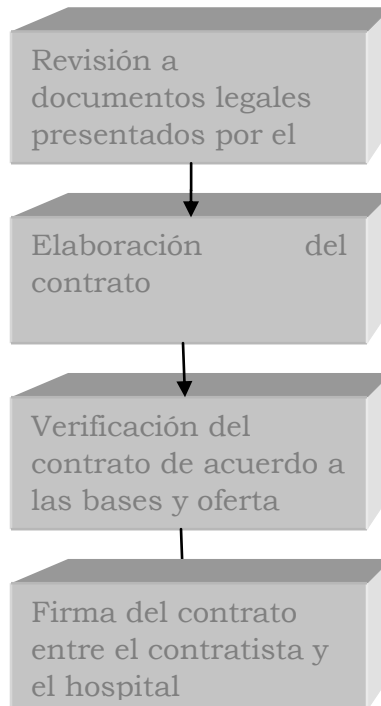 Revisión a
documentos legales
presentados por el
Elaboración del
contrato
Verificación del
contrato de acuerdo a
las bases y oferta
Firma del contrato
entre el contratista y
el hospital